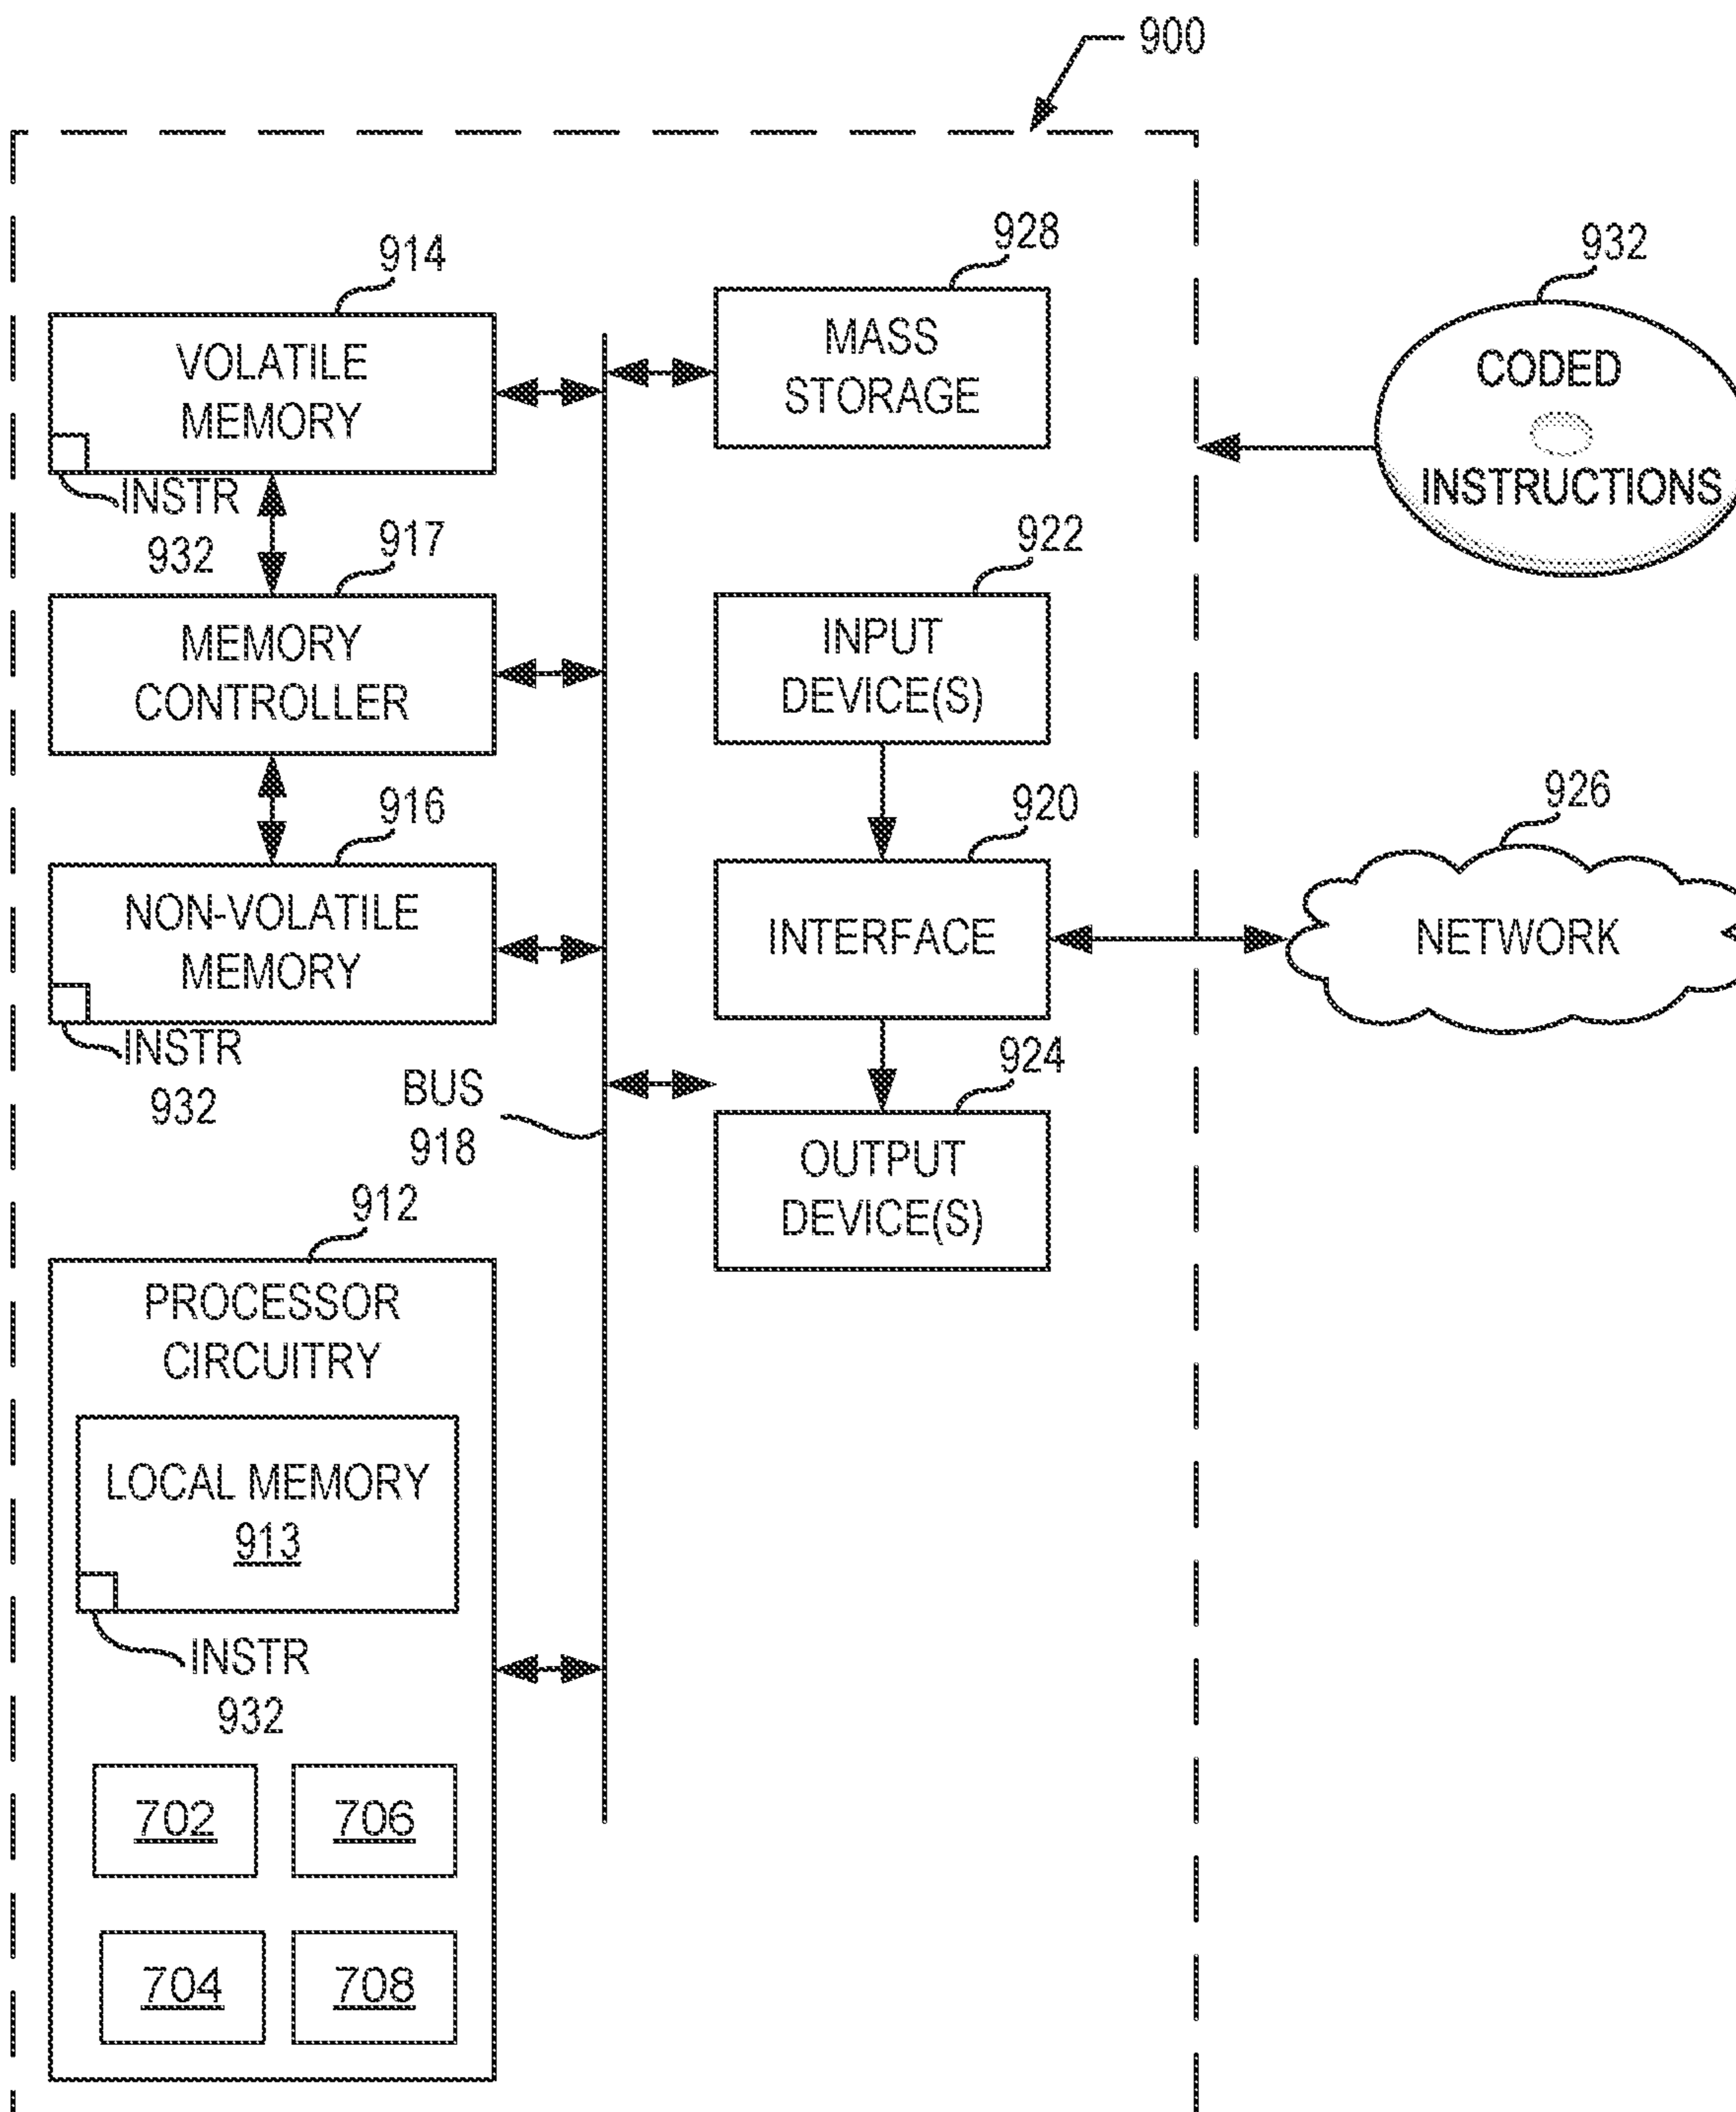 900
914
VOLATILE
MEMORY
INSTR
932
917
MEMORY
CONTROLLER
916
NON-VOLATILE
MEMORY
INSTR
932
BUS
918
912
PROCESSOR
CIRCUITRY
LOCAL MEMORY
913
INSTR
932
702
706
704
708
928
MASS
STORAGE
922
INPUT
DEVICE(S)
920
INTERFACE
924
OUTPUT
DEVICE(S)
932
CODED
INSTRUCTIONS
926
NETWORK